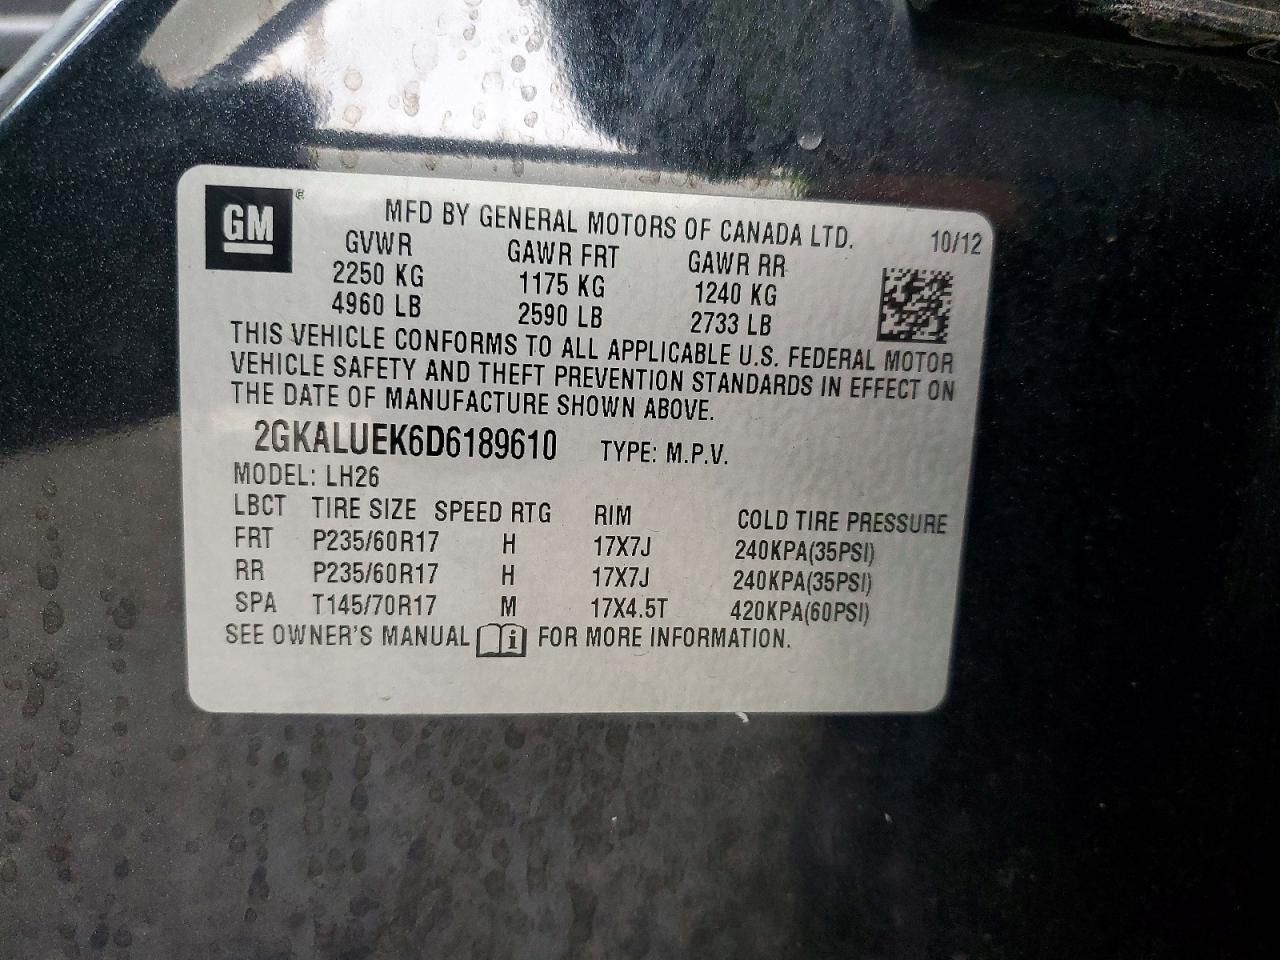 GM ®
MFD BY GENERAL MOTORS OF CANADA LTD. 10/12
GVWR GAWR FRT GAWR RR
2250 KG 1175 KG 1240 KG
4960 LB 2590 LB 2733 LB
THIS VEHICLE CONFORMS TO ALL APPLICABLE U.S. FEDERAL MOTOR
VEHICLE SAFETY AND THEFT PREVENTION STANDARDS IN EFFECT ON
THE DATE OF MANUFACTURE SHOWN ABOVE.
2GKALUEK6D6189610 TYPE: M.P.V.
MODEL: LH26
LBCT TIRE SIZE SPEED RTG RIM COLD TIRE PRESSURE
FRT P235/60R17 H 17X7J 240KPA(35PSI)
RR P235/60R17 H 17X7J 240KPA(35PSI)
SPA T145/70R17 M 17X4.5T 420KPA(60PSI)
SEE OWNER'S MANUAL i FOR MORE INFORMATION.